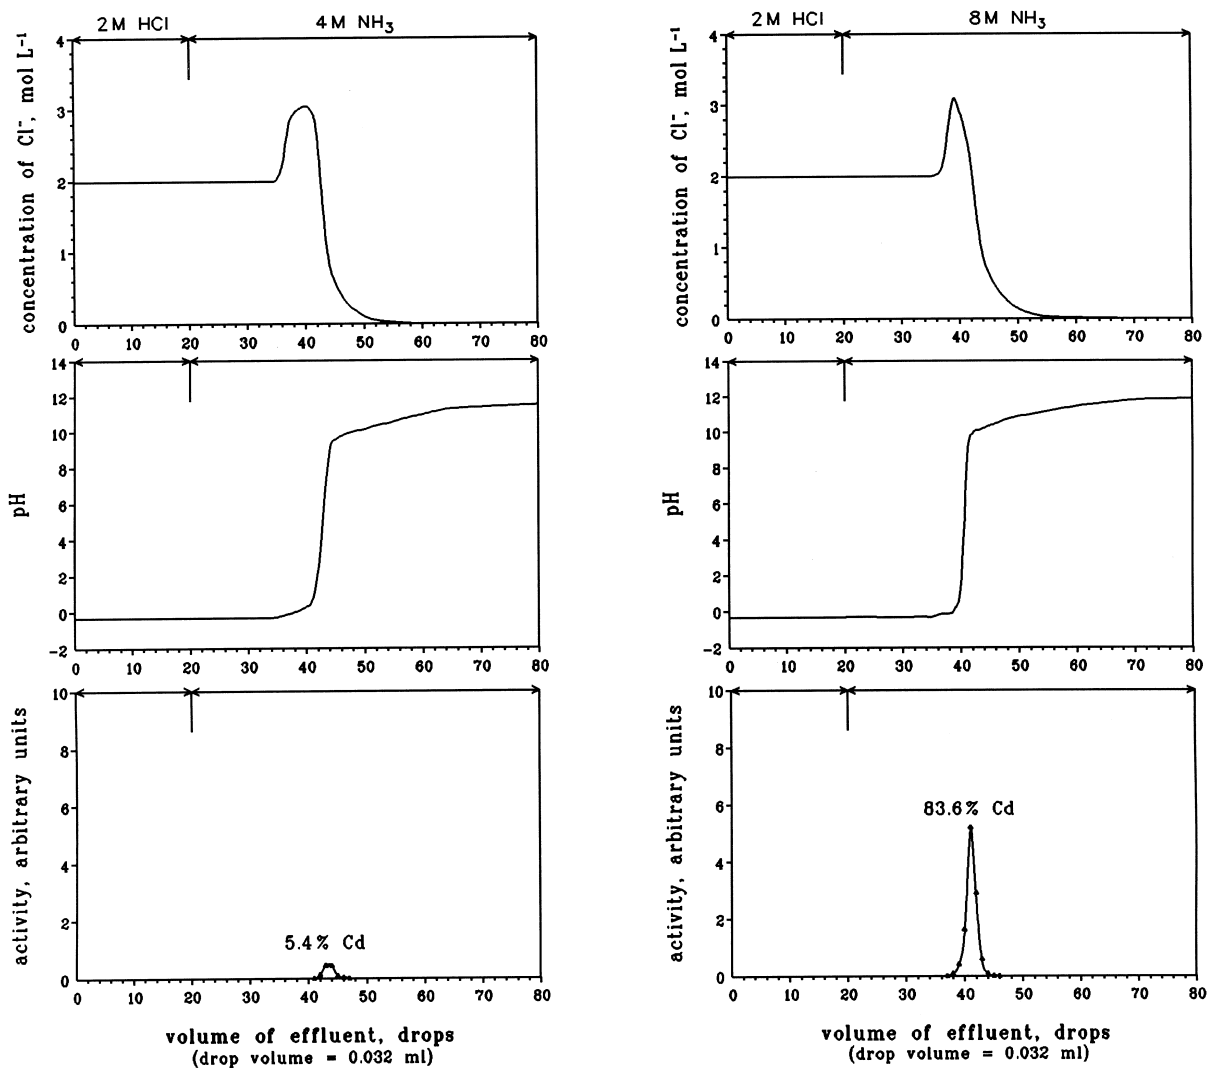 2M HCl 4M NH3
concentration of Cl⁻, mol L⁻¹
4
3
2
1
0
0 10 20 30 40 50 60 70 80
pH
14
12
10
8
6
4
2
0
-2
0 10 20 30 40 50 60 70 80
activity, arbitrary units
10
8
6
4
2
0
5.4% Cd
0 10 20 30 40 50 60 70 80
volume of effluent, drops
(drop volume = 0.032 ml)
2M HCl 8M NH3
concentration of Cl⁻, mol L⁻¹
4
3
2
1
0
0 10 20 30 40 50 60 70 80
pH
14
12
10
8
6
4
2
0
-2
0 10 20 30 40 50 60 70 80
activity, arbitrary units
10
8
6
4
2
0
83.6% Cd
0 10 20 30 40 50 60 70 80
volume of effluent, drops
(drop volume = 0.032 ml)